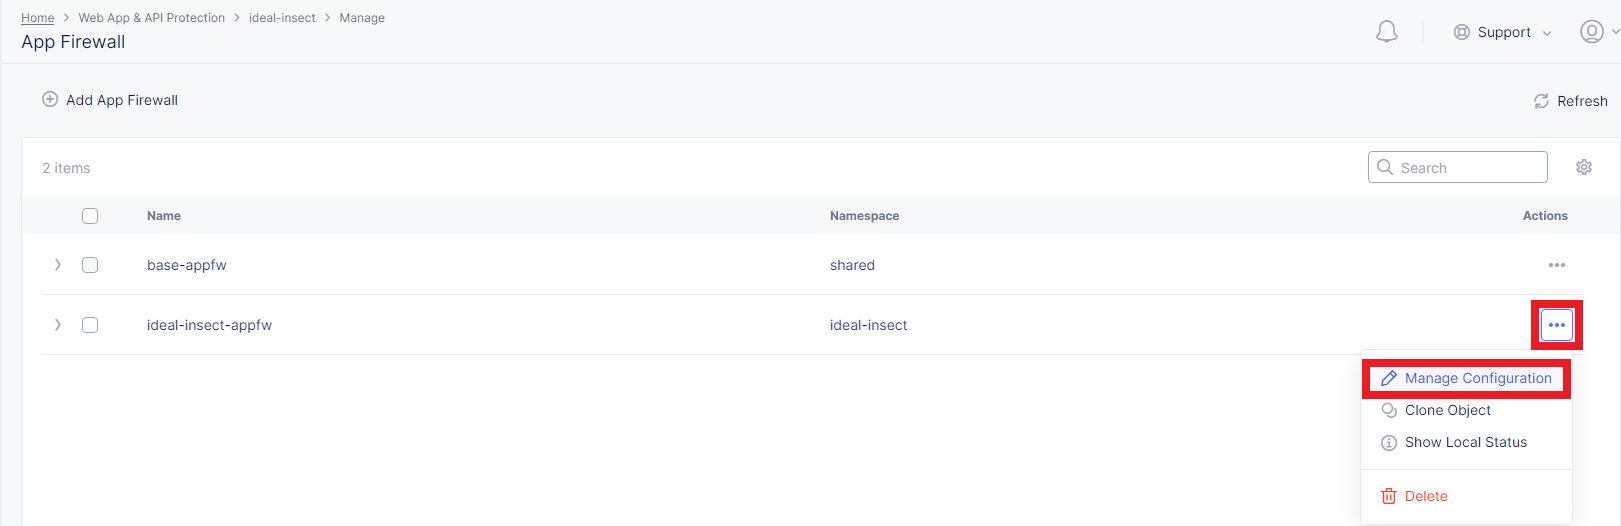 Home > Web App & API Protection > ideal-insect > Manage
App Firewall
Support
Add App Firewall
Refresh
2 items
Search
Name Namespace Actions
base-appfw shared
ideal-insect-appfw ideal-insect
Manage Configuration
Clone Object
Show Local Status
Delete